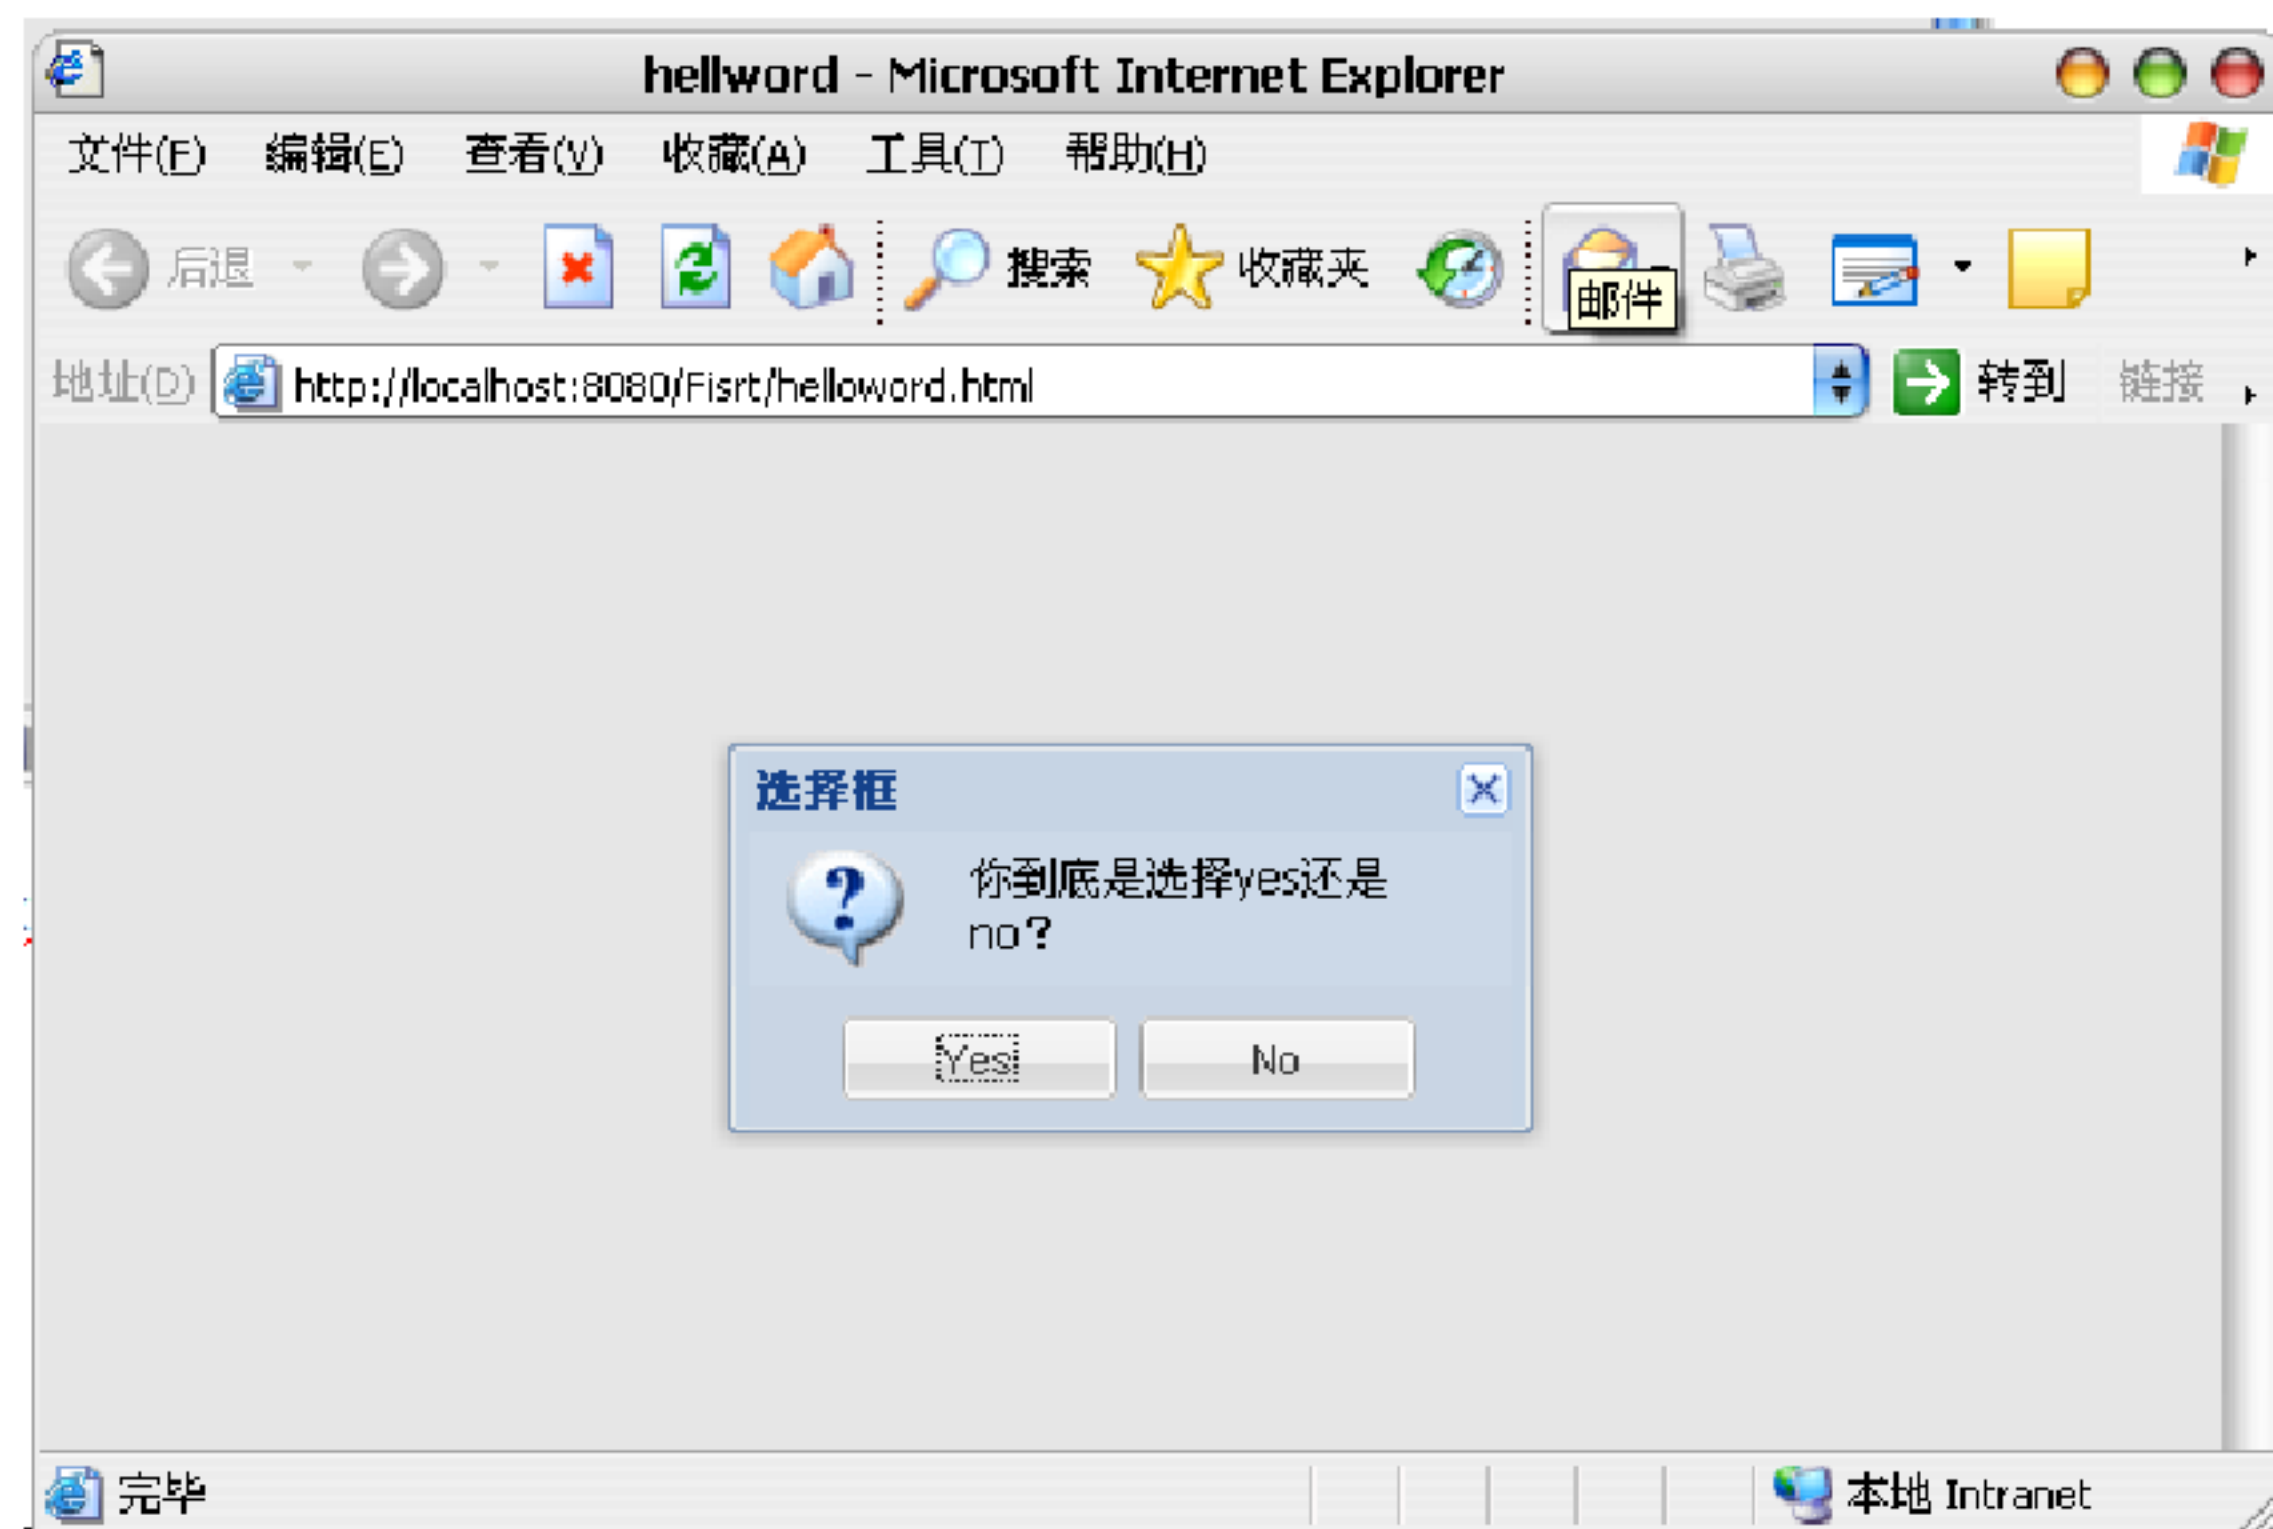 hellword - Microsoft Internet Explorer
文件(F) 编辑(E) 查看(V) 收藏(A) 工具(T) 帮助(H)
后退 搜索 收藏夹
邮件
地址(D) http://localhost:8080/Fisrt/helloword.html 转到 链接
选择框
你到底是选择yes还是
no?
Yes No
完毕 本地 Intranet